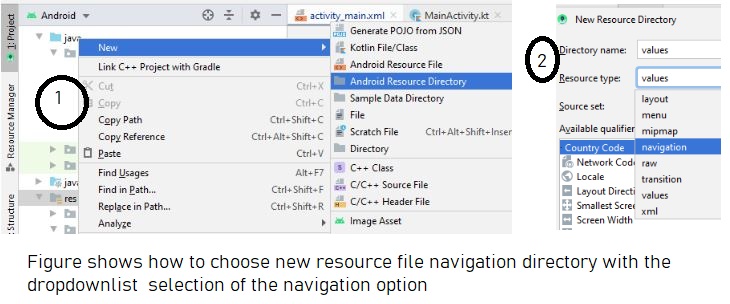 Android
activity_main.xml
MainActivity.kt
1: Project
Resource Manager
Structure
java
New
Link C++ Project with Gradle
Cut Ctrl+X
Copy Ctrl+C
Copy Path Ctrl+Shift+C
Copy Reference Ctrl+Alt+Shift+C
Paste Ctrl+V
Find Usages Alt+F7
Find in Path... Ctrl+Shift+F
Replace in Path... Ctrl+Shift+R
Analyze
java
res
1
Generate POJO from JSON
Kotlin File/Class
Android Resource File
Android Resource Directory
Sample Data Directory
File
Scratch File Ctrl+Alt+Shift+Inser
Directory
C++ Class
C/C++ Source File
C/C++ Header File
Image Asset
2
New Resource Directory
Directory name: values
Resource type: values
Source set:
Available qualifier
layout
menu
mipmap
navigation
raw
transition
values
xml
Country Code
Network Cod
Locale
Layout Directi
Smallest Scree
Screen Width
Figure shows how to choose new resource file navigation directory with the
dropdownlist selection of the navigation option